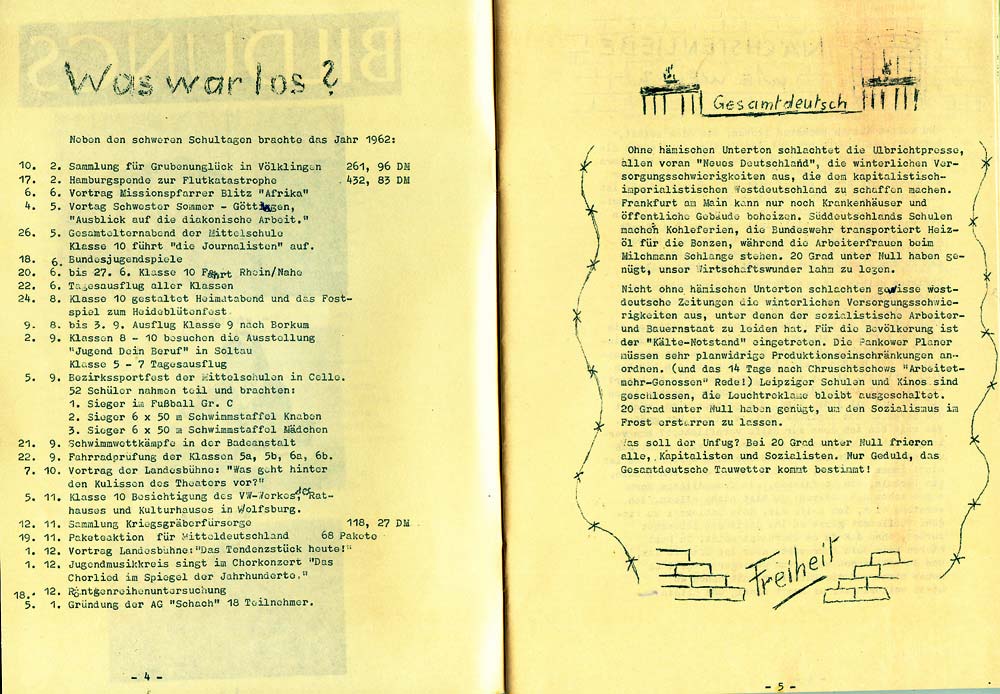 Was war los?
Neben den schweren Schultagen brachte das Jahr 1962:
10. 2. Sammlung für Grubenunglück in Völklingen 261, 96 DM
17. 2. Hamburgspende zur Flutkatastrophe 432, 83 DM
6. 6. Vortrag Missionspfarrer Blitz "Afrika"
4. 5. Vortag Schwester Sommer - Göttingen,
"Ausblick auf die diakonische Arbeit."
26. 5. Gesamtelternabend der Mittelschule
Klasse 10 führt "die Journalisten" auf.
18. 6. Bundesjugendspiele
20. 6. bis 27. 6. Klasse 10 Fährt Rhein/Nahe
22. 6. Tagesausflug aller Klassen
24. 8. Klasse 10 gestaltet Heimatabend und das Fest-
spiel zum Heideblütenfest
9. 8. bis 3. 9. Ausflug Klasse 9 nach Borkum
2. 9. Klassen 8 - 10 besuchen die Ausstellung
"Jugend Dein Beruf" in Soltau
Klasse 5 - 7 Tagesausflug
5. 9. Bezirkssportfest der Mittelschulen in Celle.
52 Schüler nahmen teil und brachten:
1. Sieger im Fußball Gr. C
2. Sieger 6 x 50 m Schwimmstaffel Knaben
3. Sieger 6 x 50 m Schwimmstaffel Mädchen
21. 9. Schwimmwettkämpfe in der Badeanstalt
22. 9. Fahrradprüfung der Klassen 5a, 5b, 6a, 6b.
7. 10. Vortrag der Landesbühne: "Was geht hinter
den Kulissen des Theaters vor?"
5. 11. Klasse 10 Besichtigung des VW-Werkes, des Rat-
hauses und Kulturhauses in Wolfsburg.
12. 11. Sammlung Kriegsgräberfürsorge 118, 27 DM
19. 11. Paketeaktion für Mitteldeutschland 68 Pakete
1. 12. Vortrag Landesbühne:"Das Tendenzstück heute!"
1. 12. Jugendmusikkreis singt im Chorkonzert "Das
Chorlied im Spiegel der Jahrhunderte."
18. 12. Röntgenreihenuntersuchung
5. 1. Gründung der AG "Schach" 18 Teilnehmer.
- 4 -
Gesamtdeutsch
Ohne hämischen Unterton schlachtet die Ulbrichtpresse,
allen voran "Neues Deutschland", die winterlichen Ver-
sorgungsschwierigkeiten aus, die dem kapitalistisch-
imperialistischen Westdeutschland zu schaffen machen.
Frankfurt am Main kann nur noch Krankenhäuser und
öffentliche Gebäude beheizen. Süddeutschlands Schulen
machen Kohleferien, die Bundeswehr transportiert Heiz-
öl für die Bonzen, während die Arbeiterfrauen beim
Milchmann Schlange stehen. 20 Grad unter Null haben ge-
nügt, unser Wirtschaftswunder lahm zu legen.
Nicht ohne hämischen Unterton schlachten gewisse west-
deutsche Zeitungen die winterlichen Versorgungsschwie-
rigkeiten aus, unter denen der sozialistische Arbeiter-
und Bauernstaat zu leiden hat. Für die Bevölkerung ist
der "Kälte-Notstand" eingetreten. Die Pankower Planer
müssen sehr planwidrige Produktionseinschränkungen an-
ordnen. (und das 14 Tage nach Chruschtschows "Arbeitet-
mehr-Genossen" Rede!) Leipziger Schulen und Kinos sind
geschlossen, die Leuchtreklame bleibt ausgeschaltet.
20 Grad unter Null haben genügt, um den Sozialismus im
Frost erstarren zu lassen.
Was soll der Unfug? Bei 20 Grad unter Null frieren
alle, Kapitalisten und Sozialisten. Nur Geduld, das
Gesamtdeutsche Tauwetter kommt bestimmt!
Freiheit
- 5 -